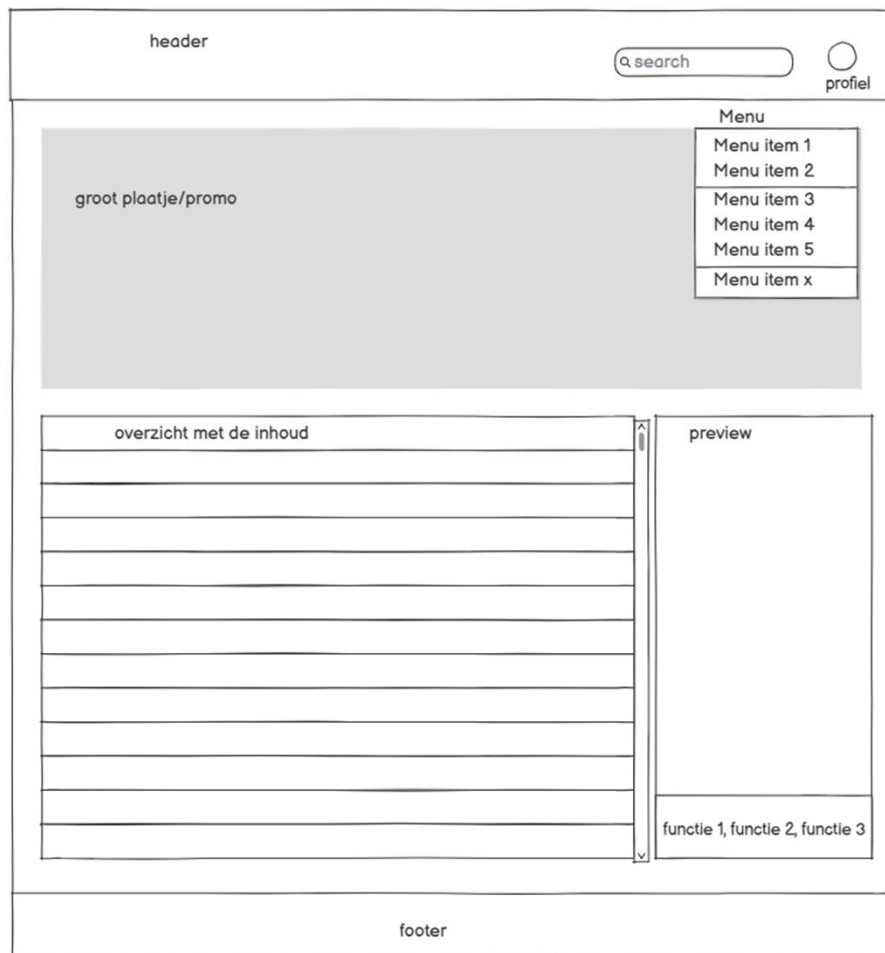 header
search
profiel
Menu
Menu item 1
Menu item 2
groot plaatje/promo
Menu item 3
Menu item 4
Menu item 5
Menu item x
overzicht met de inhoud
preview
functie 1, functie 2, functie 3
footer